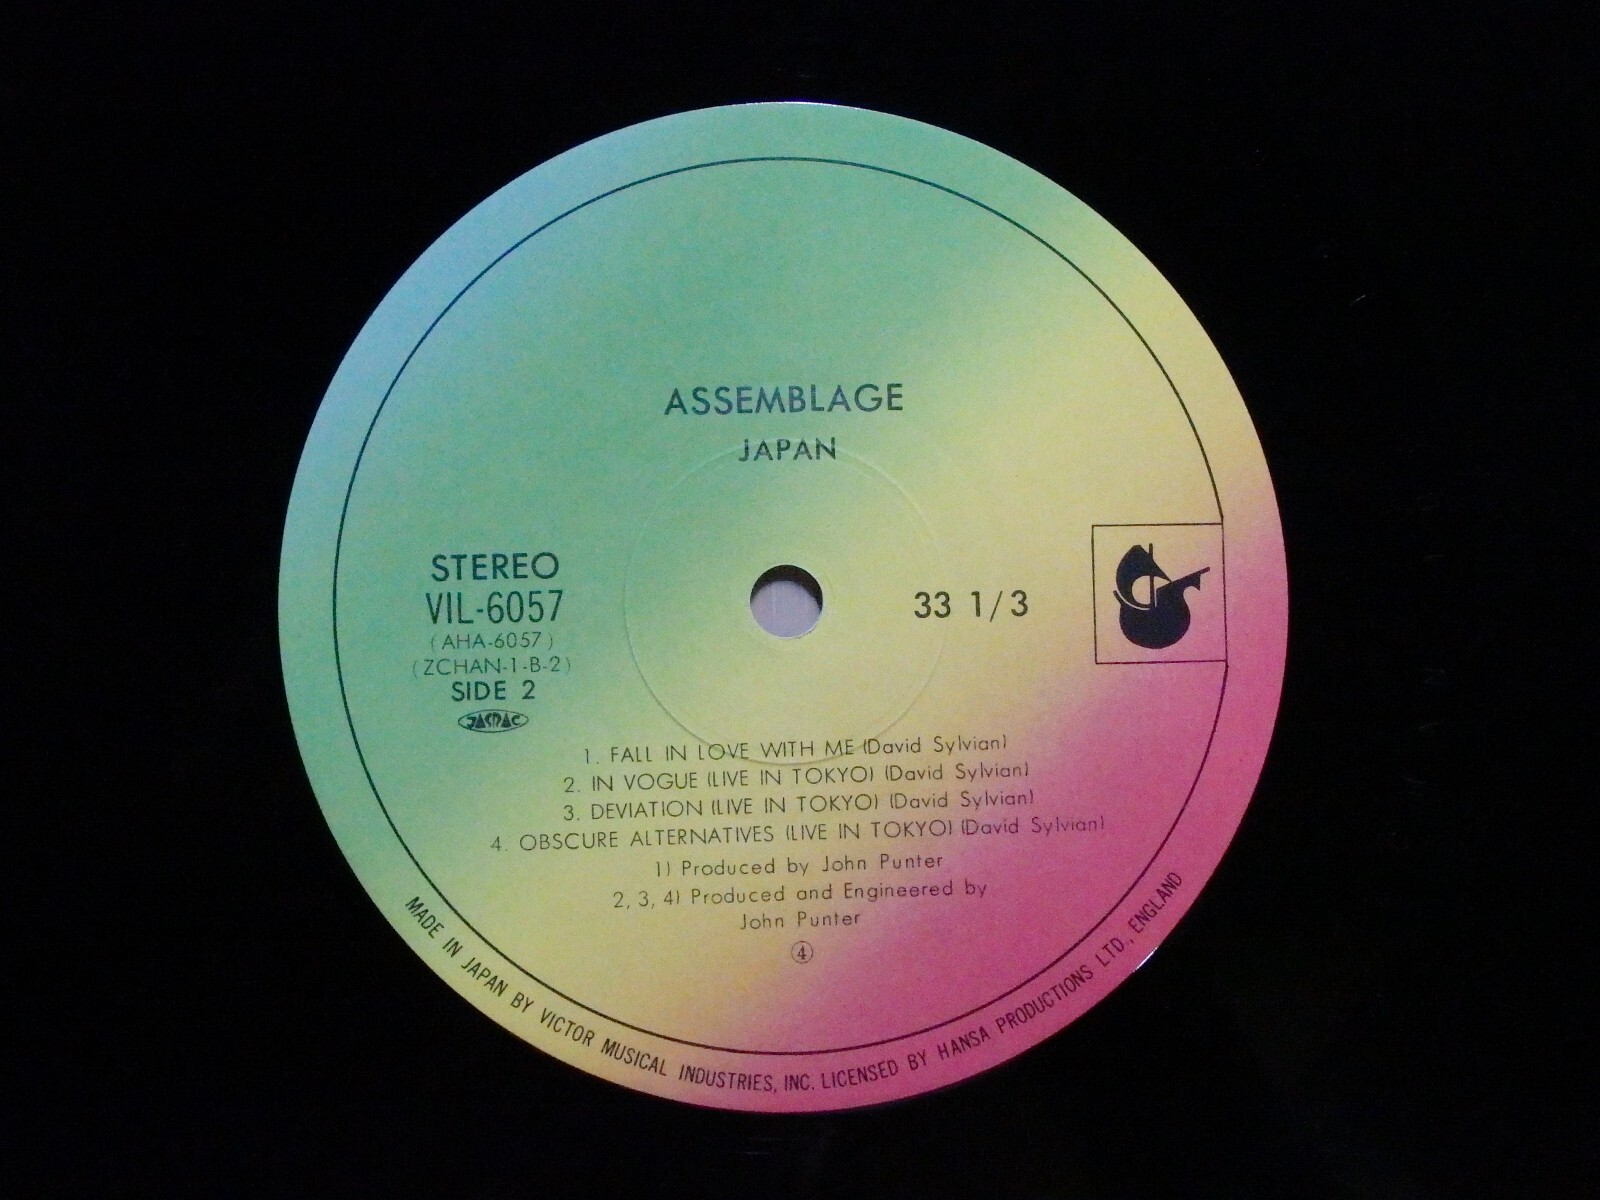 ASSEMBLAGE
JAPAN
STEREO
VIL-6057
(AHA-6057)
(ZCHAN-1-B-2)
SIDE 2
JASRAC
33 1/3
1. FALL IN LOVE WITH ME (David Sylvian)
2. IN VOGUE (LIVE IN TOKYO) (David Sylvian)
3. DEVIATION (LIVE IN TOKYO) (David Sylvian)
4. OBSCURE ALTERNATIVES (LIVE IN TOKYO) (David Sylvian)
1) Produced by John Punter
2, 3, 4) Produced and Engineered by
John Punter
④
MADE IN JAPAN BY VICTOR MUSICAL INDUSTRIES, INC. LICENSED BY HANSA PRODUCTIONS LTD., ENGLAND